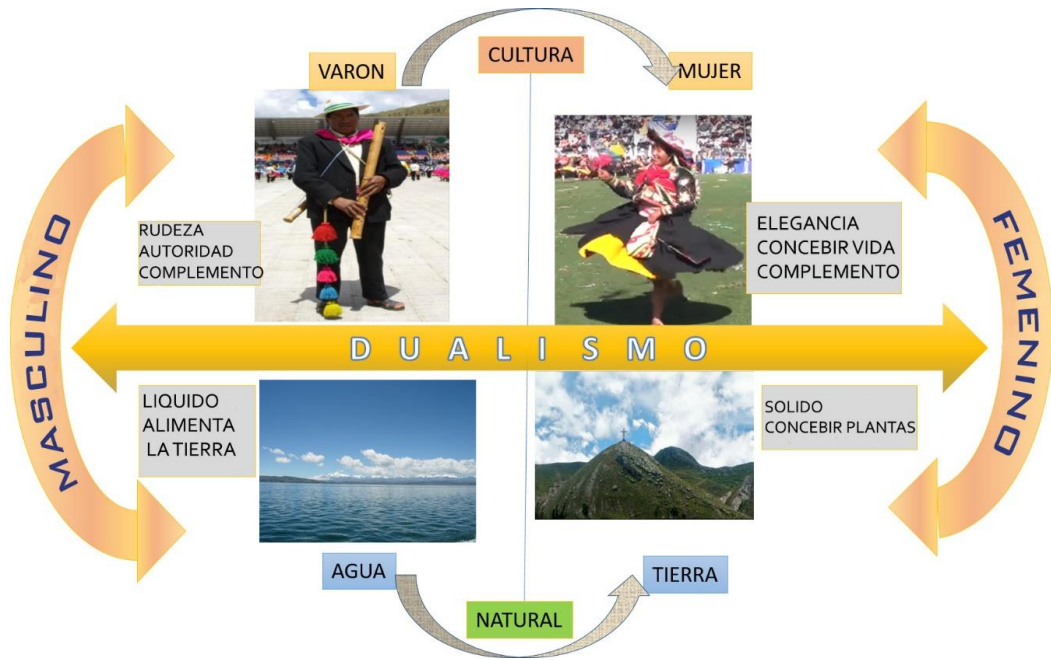 CULTURA
VARON
MUJER
MASCULINO
RUDEZA
AUTORIDAD
COMPLEMENTO
ELEGANCIA
CONCEBIR VIDA
COMPLEMENTO
FEMENINO
DUALISMO
LIQUIDO
ALIMENTA
LA TIERRA
SOLIDO
CONCEBIR PLANTAS
AGUA
TIERRA
NATURAL